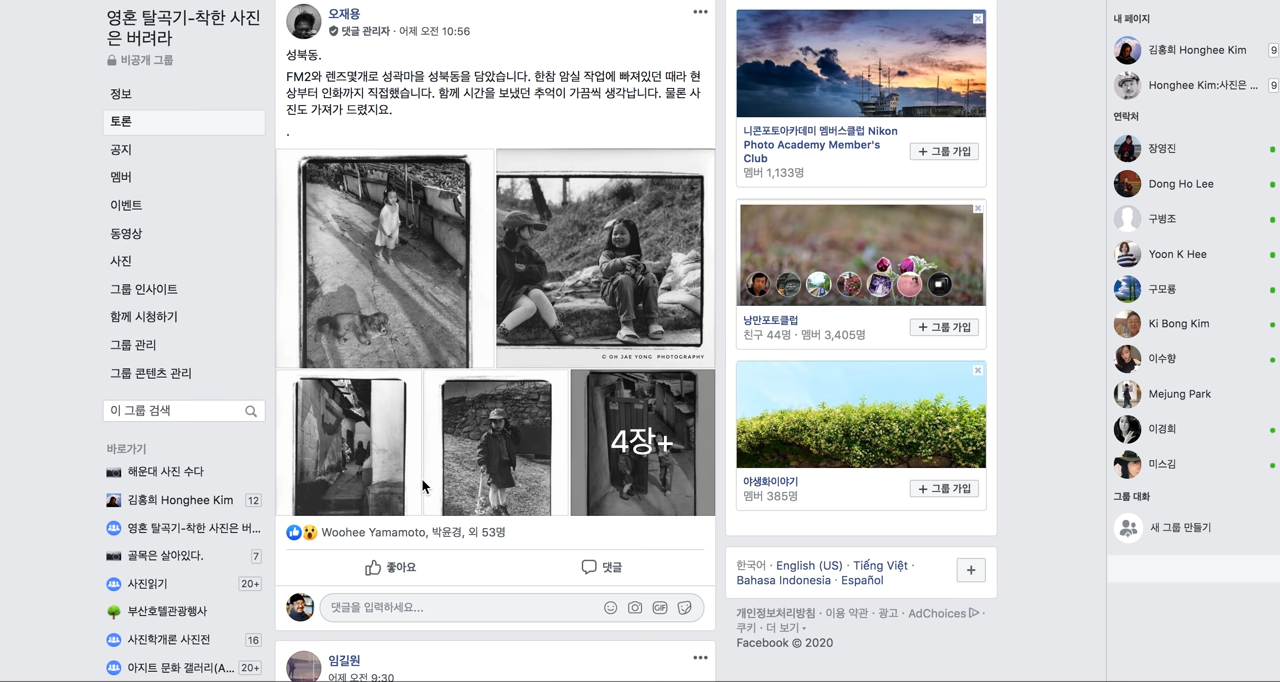 영혼 탈곡기-착한 사진
은 버려라
비공개 그룹
정보
토론
공지
멤버
이벤트
동영상
사진
그룹 인사이트
함께 시청하기
그룹 관리
그룹 콘텐츠 관리
이 그룹 검색
바로가기
해운대 사진 수다
김홍희 Honghee Kim 12
영혼 탈곡기-착한 사진은 버...
골목은 살아있다. 7
사진읽기 20+
부산호텔관광행사
사진학개론 사진전 16
아지트 문화 갤러리(A... 20+
오재용
댓글 관리자 · 어제 오전 10:56
성북동.
FM2와 렌즈몇개로 성곽마을 성북동을 담았습니다. 한참 암실 작업에 빠져있던 때라 현
상부터 인화까지 직접했습니다. 함께 시간을 보냈던 추억이 가끔씩 생각납니다. 물론 사
진도 가져가 드렸지요.
.
© OH JAE YONG PHOTOGRAPHY
4장+
Woohee Yamamoto, 박윤경, 외 53명
좋아요
댓글
댓글을 입력하세요...
GIF
임길원
어제 오전 9:30
니콘포토아카데미 멤버스클럽 Nikon
Photo Academy Member's
Club
멤버 1,133명
+ 그룹 가입
낭만포토클럽
친구 44명 · 멤버 3,405명
+ 그룹 가입
야생화이야기
멤버 385명
+ 그룹 가입
한국어 · English (US) · Tiếng Việt ·
Bahasa Indonesia · Español
+
개인정보처리방침 · 이용 약관 · 광고 · AdChoices ·
쿠키 · 더 보기
Facebook © 2020
내 페이지
김홍희 Honghee Kim 9
Honghee Kim:사진은 ... 9
연락처
장영진
Dong Ho Lee
구병조
Yoon K Hee
구모룡
Ki Bong Kim
이수향
Mejung Park
이경희
미스김
그룹 대화
새 그룹 만들기